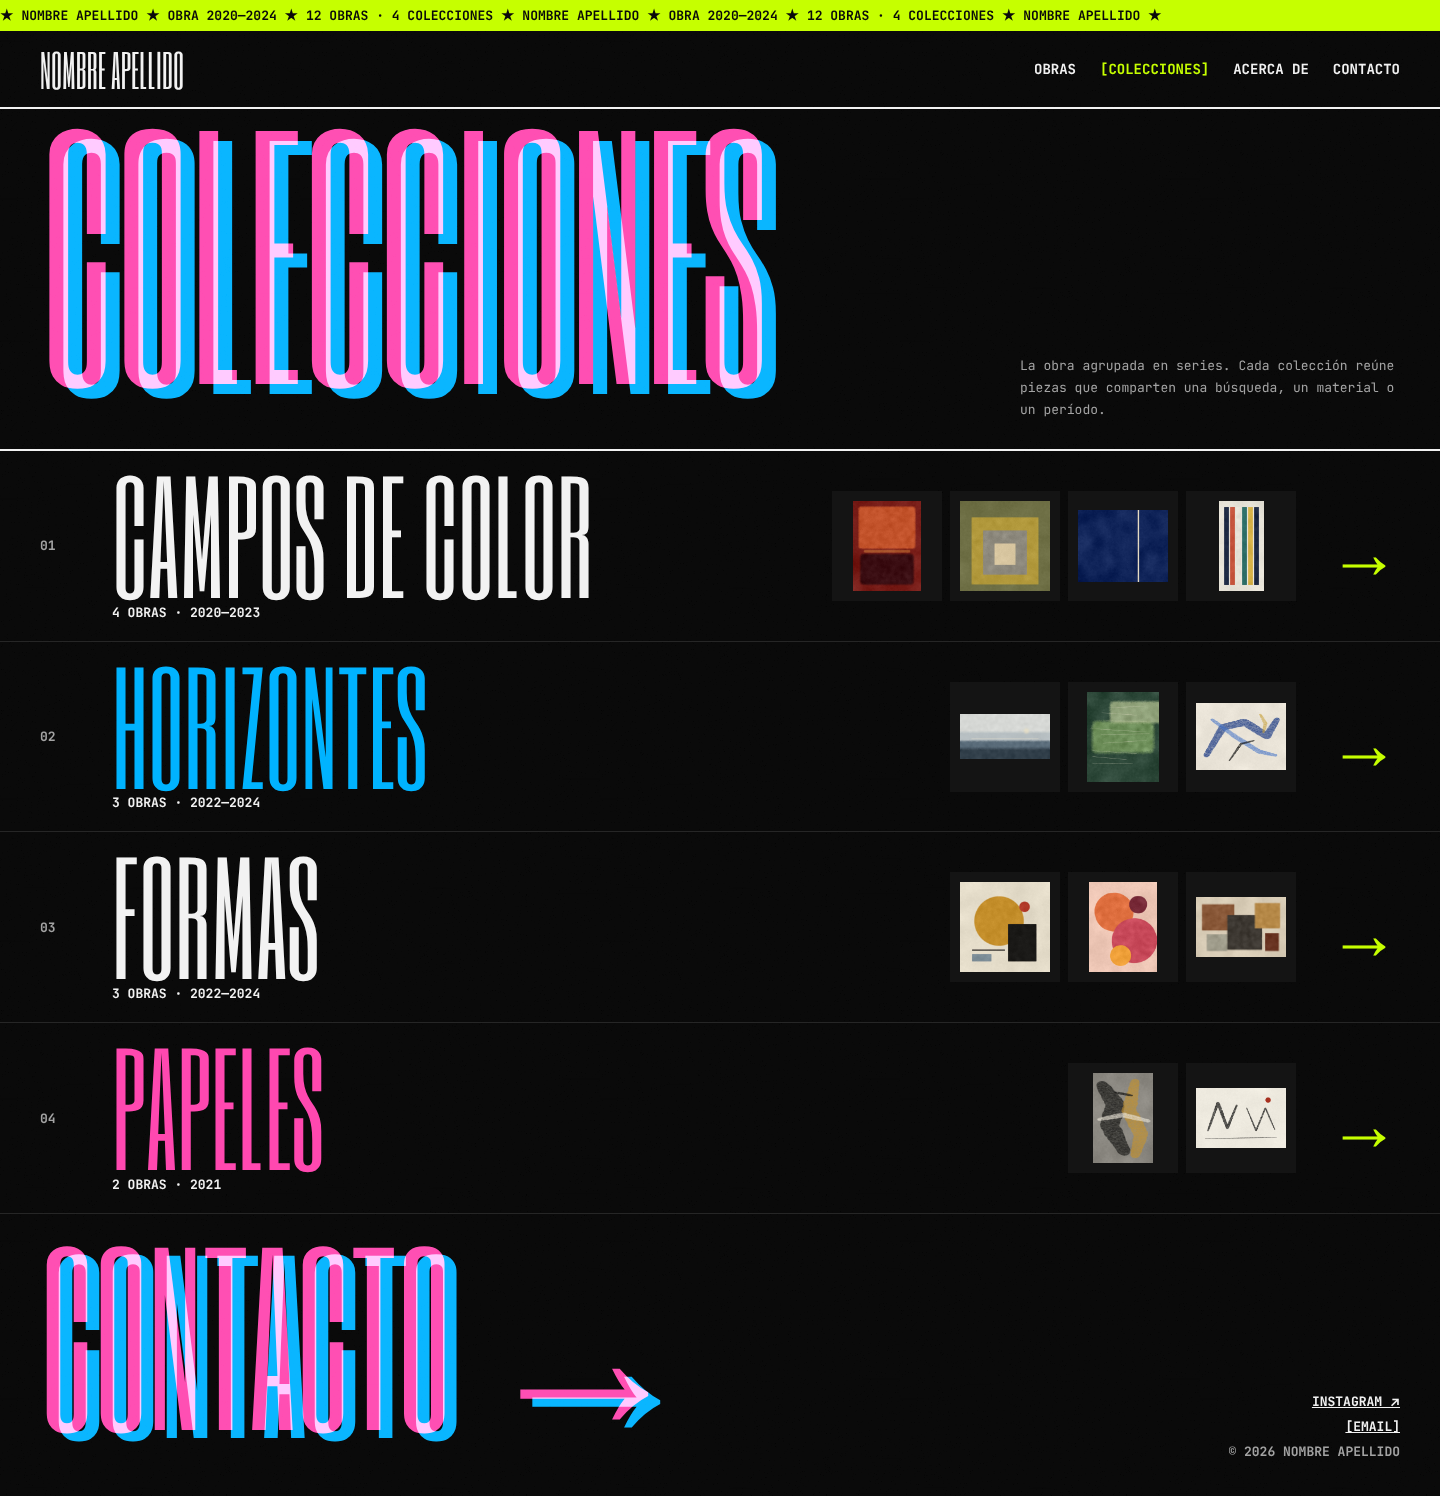 ★ NOMBRE APELLIDO ★ OBRA 2020—2024 ★ 12 OBRAS · 4 COLECCIONES ★ NOMBRE APELLIDO ★ OBRA 2020—2024 ★ 12 OBRAS · 4 COLECCIONES ★ NOMBRE APELLIDO ★
NOMBRE APELLIDO
OBRAS [COLECCIONES] ACERCA DE CONTACTO
COLECCIONES
La obra agrupada en series. Cada colección reúne
piezas que comparten una búsqueda, un material o
un período.
01
CAMPOS DE COLOR
4 OBRAS · 2020—2023
→
02
HORIZONTES
3 OBRAS · 2022—2024
→
03
FORMAS
3 OBRAS · 2022—2024
→
04
PAPELES
2 OBRAS · 2021
→
CONTACTO →
INSTAGRAM ↗
[EMAIL]
© 2026 NOMBRE APELLIDO